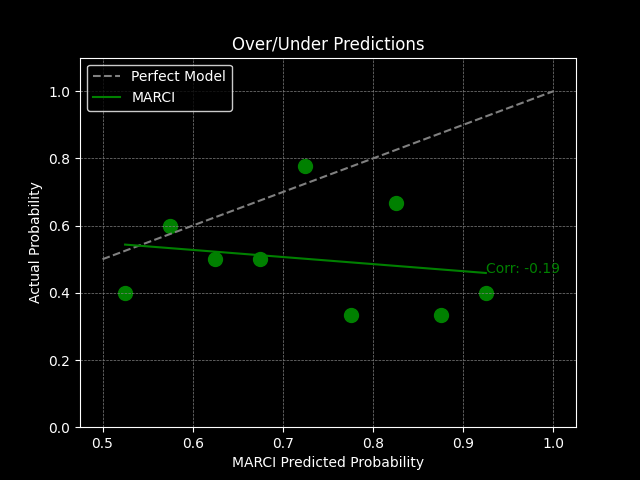 Over/Under Predictions
Perfect Model
MARCI
Actual Probability
1.0
0.8
0.6
0.4
0.2
0.0
Corr: -0.19
0.5 0.6 0.7 0.8 0.9 1.0
MARCI Predicted Probability